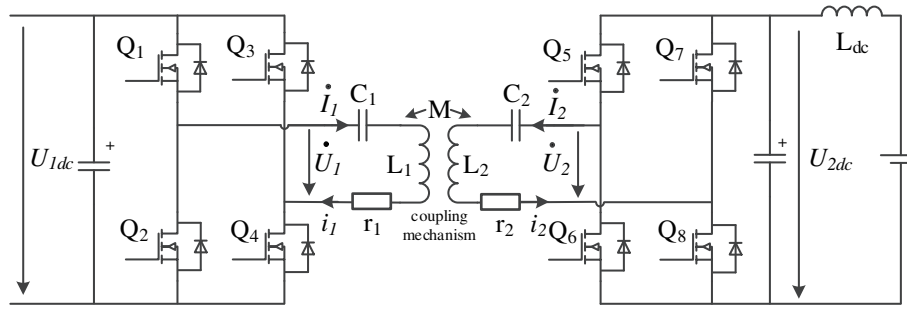 Q1
Q3
Q5
Q7
Ldc
C1
M
C2
İ1
İ2
U1dc
+
U̇1
L1
L2
U̇2
+
U2dc
Q2
Q4
i1
r1
coupling
mechanism
r2
i2
Q6
Q8